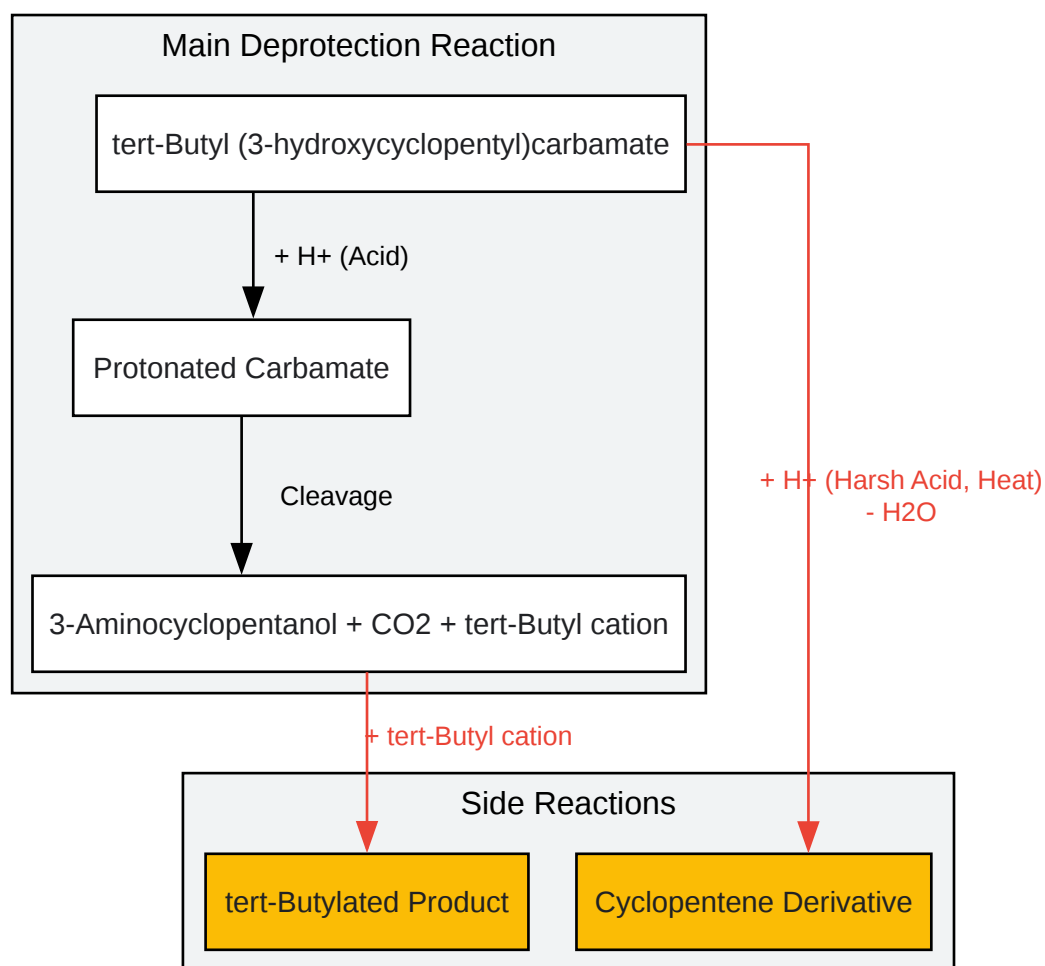 Main Deprotection Reaction
tert-Butyl (3-hydroxycyclopentyl)carbamate
+ H+ (Acid)
Protonated Carbamate
Cleavage
+ H+ (Harsh Acid, Heat)
- H2O
3-Aminocyclopentanol + CO2 + tert-Butyl cation
+ tert-Butyl cation
Side Reactions
tert-Butylated Product
Cyclopentene Derivative